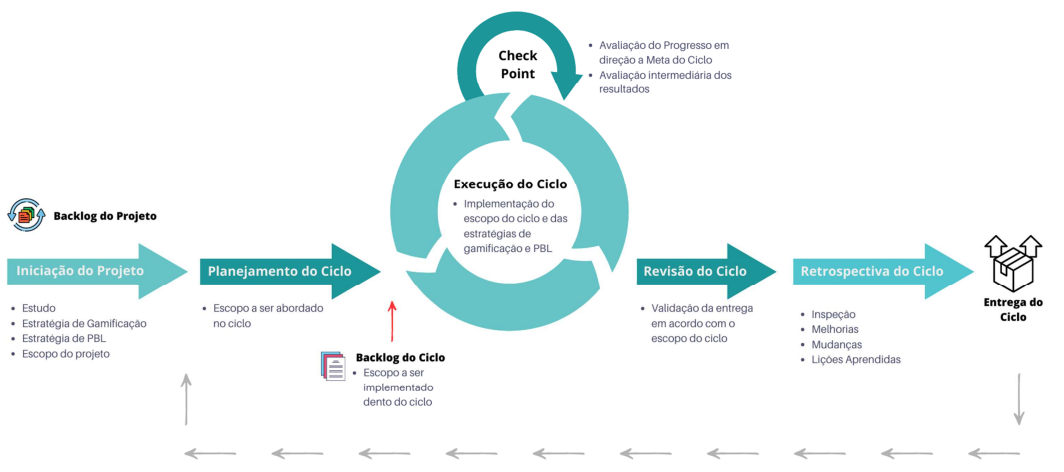 Check
Point
• Avaliação do Progresso em
direção a Meta do Ciclo
• Avaliação intermediária dos
resultados
Execução do Ciclo
• Implementação do
escopo do ciclo e das
estratégias de
gamificação e PBL
Backlog do Projeto
Iniciação do Projeto
• Estudo
• Estratégia de Gamificação
• Estratégia de PBL
• Escopo do projeto
Planejamento do Ciclo
• Escopo a ser abordado
no ciclo
Backlog do Ciclo
• Escopo a ser
implementado
dento do ciclo
Revisão do Ciclo
• Validação da entrega
em acordo com o
escopo do ciclo
Retrospectiva do Ciclo
• Inspeção
• Melhorias
• Mudanças
• Lições Aprendidas
Entrega do
Ciclo